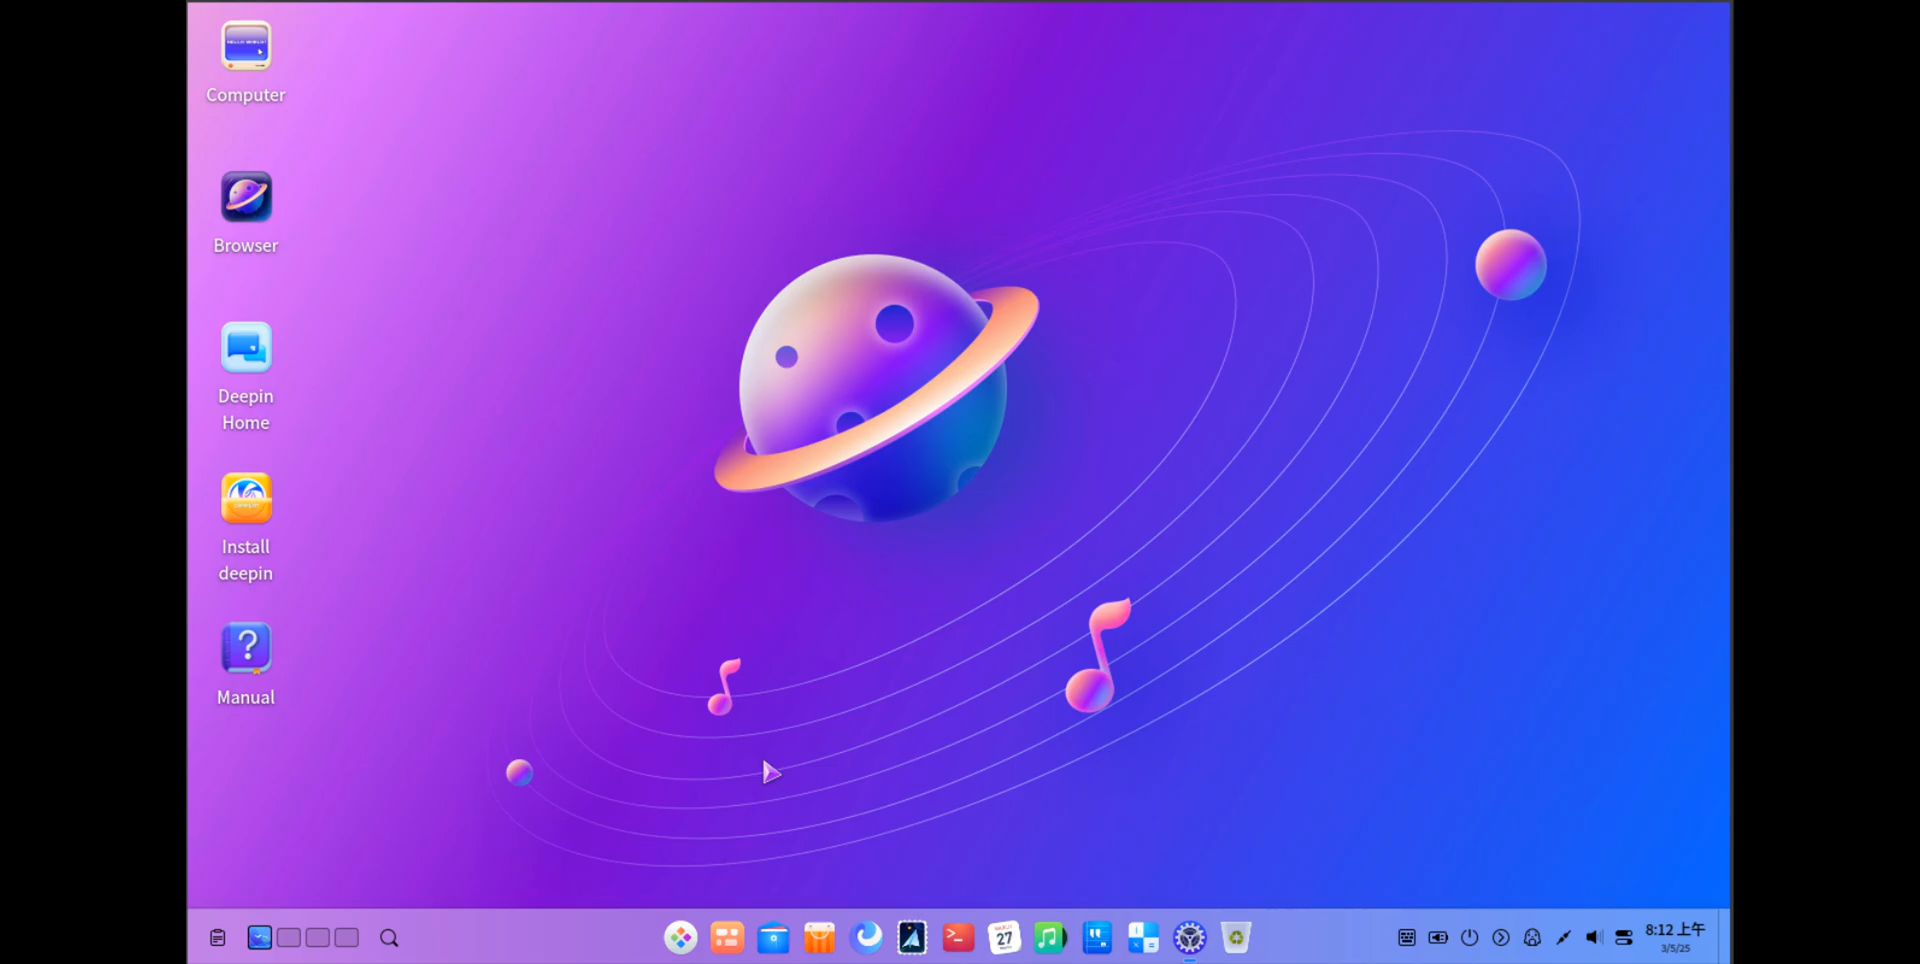 Computer
Browser
Deepin
Home
Install
deepin
Manual
27
8:12 上午
3/5/25